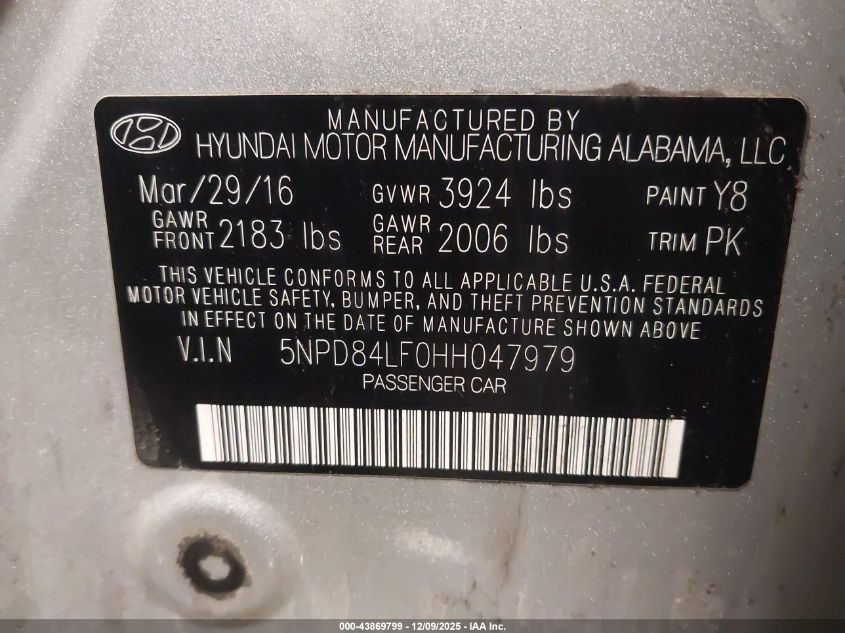 MANUFACTURED BY
HYUNDAI MOTOR MANUFACTURING ALABAMA, LLC
Mar/29/16 GVWR 3924 lbs PAINT Y8
GAWR FRONT 2183 lbs GAWR REAR 2006 lbs TRIM PK
THIS VEHICLE CONFORMS TO ALL APPLICABLE U.S.A. FEDERAL
MOTOR VEHICLE SAFETY, BUMPER, AND THEFT PREVENTION STANDARDS
IN EFFECT ON THE DATE OF MANUFACTURE SHOWN ABOVE
V.I.N 5NPD84LF0HH047979
PASSENGER CAR
000-43869799 - 12/09/2025 - IAA Inc.